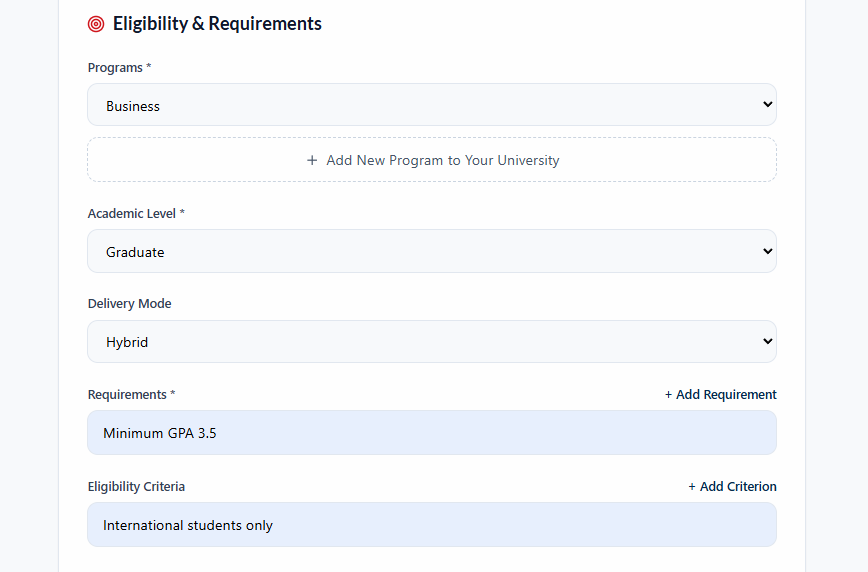 Eligibility & Requirements
Programs *
Business
+ Add New Program to Your University
Academic Level *
Graduate
Delivery Mode
Hybrid
Requirements *
+ Add Requirement
Minimum GPA 3.5
Eligibility Criteria
+ Add Criterion
International students only